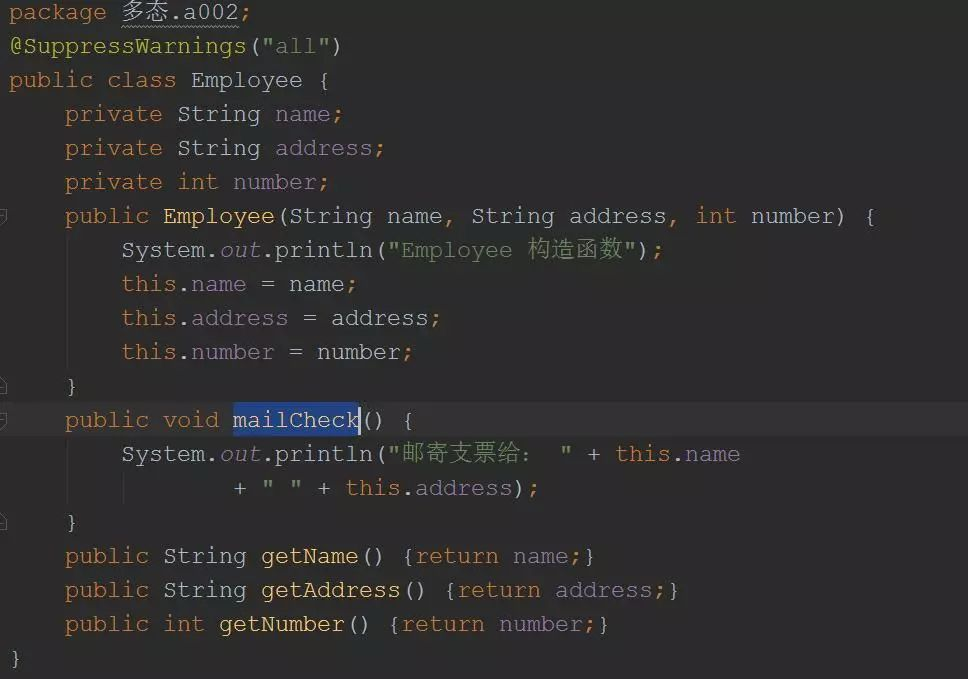 package 多态.a002;
@SuppressWarnings("all")
public class Employee {
    private String name;
    private String address;
    private int number;
    public Employee(String name, String address, int number) {
        System.out.println("Employee 构造函数");
        this.name = name;
        this.address = address;
        this.number = number;
    }
    public void mailCheck() {
        System.out.println("邮寄支票给： " + this.name
                + " " + this.address);
    }
    public String getName() {return name;}
    public String getAddress() {return address;}
    public int getNumber() {return number;}
}